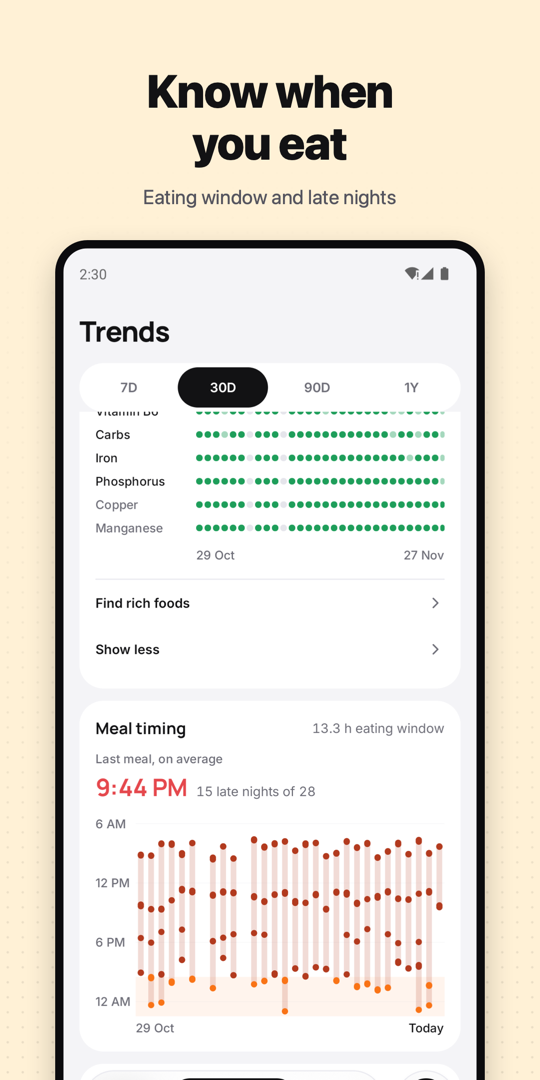 Know when
you eat
Eating window and late nights
2:30
Trends
7D 30D 90D 1Y
Carbs
Iron
Phosphorus
Copper
Manganese
29 Oct 27 Nov
Find rich foods
Show less
Meal timing 13.3 h eating window
Last meal, on average
9:44 PM 15 late nights of 28
6 AM
12 PM
6 PM
12 AM
29 Oct Today